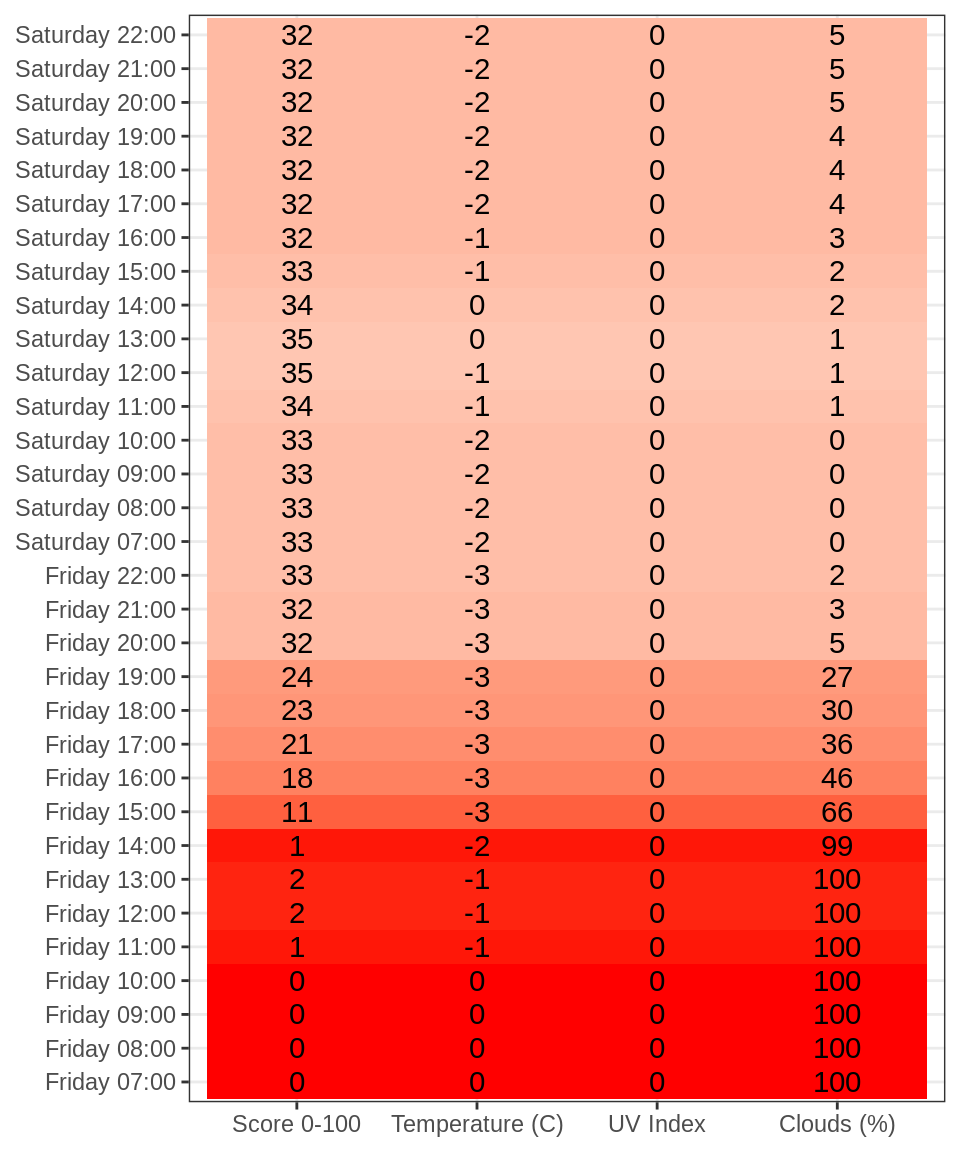 Saturday 22:00 32 -2 0 5
Saturday 21:00 32 -2 0 5
Saturday 20:00 32 -2 0 5
Saturday 19:00 32 -2 0 4
Saturday 18:00 32 -2 0 4
Saturday 17:00 32 -2 0 4
Saturday 16:00 32 -1 0 3
Saturday 15:00 33 -1 0 2
Saturday 14:00 34 0 0 2
Saturday 13:00 35 0 0 1
Saturday 12:00 35 -1 0 1
Saturday 11:00 34 -1 0 1
Saturday 10:00 33 -2 0 0
Saturday 09:00 33 -2 0 0
Saturday 08:00 33 -2 0 0
Saturday 07:00 33 -2 0 0
Friday 22:00 33 -3 0 2
Friday 21:00 32 -3 0 3
Friday 20:00 32 -3 0 5
Friday 19:00 24 -3 0 27
Friday 18:00 23 -3 0 30
Friday 17:00 21 -3 0 36
Friday 16:00 18 -3 0 46
Friday 15:00 11 -3 0 66
Friday 14:00 1 -2 0 99
Friday 13:00 2 -1 0 100
Friday 12:00 2 -1 0 100
Friday 11:00 1 -1 0 100
Friday 10:00 0 0 0 100
Friday 09:00 0 0 0 100
Friday 08:00 0 0 0 100
Friday 07:00 0 0 0 100
Score 0-100 Temperature (C) UV Index Clouds (%)